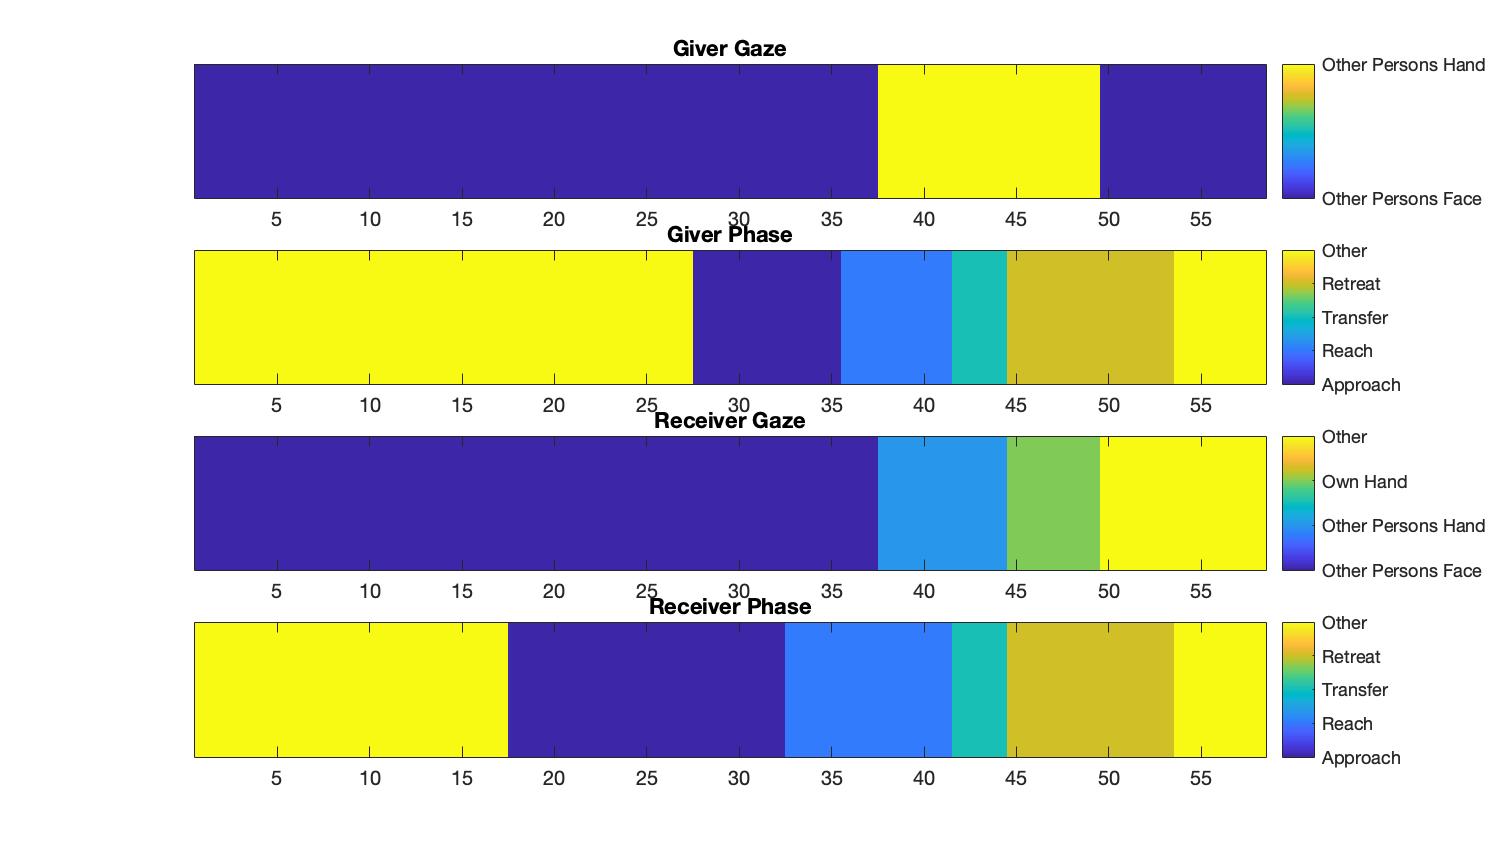 Giver Gaze
Other Persons Hand
Other Persons Face
5 10 15 20 25 30 35 40 45 50 55
Giver Phase
Other
Retreat
Transfer
Reach
Approach
5 10 15 20 25 30 35 40 45 50 55
Receiver Gaze
Other
Own Hand
Other Persons Hand
Other Persons Face
5 10 15 20 25 30 35 40 45 50 55
Receiver Phase
Other
Retreat
Transfer
Reach
Approach
5 10 15 20 25 30 35 40 45 50 55